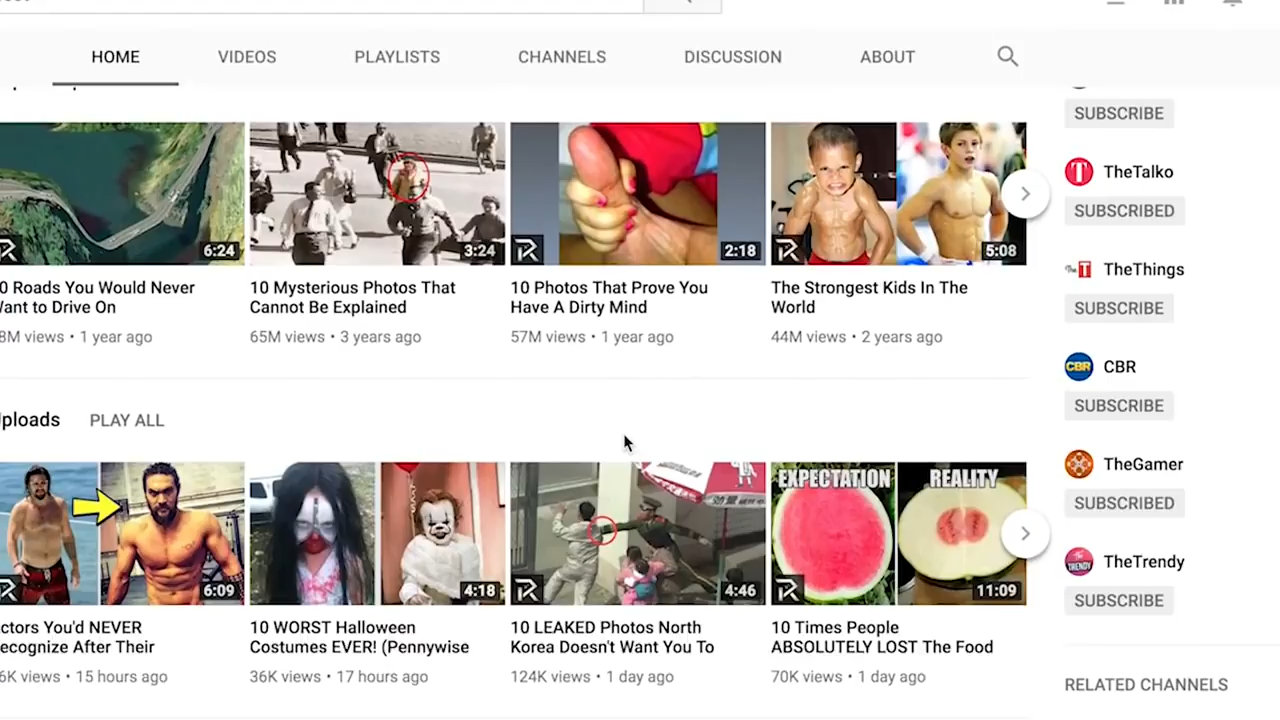 HOME VIDEOS PLAYLISTS CHANNELS DISCUSSION ABOUT
6:24 3:24 2:18 5:08
0 Roads You Would Never
Want to Drive On
8M views • 1 year ago
10 Mysterious Photos That
Cannot Be Explained
65M views • 3 years ago
10 Photos That Prove You
Have A Dirty Mind
57M views • 1 year ago
The Strongest Kids In The
World
44M views • 2 years ago
Uploads PLAY ALL
EXPECTATION REALITY
6:09 4:18 4:46 11:09
ctors You'd NEVER
ecognize After Their
6K views • 15 hours ago
10 WORST Halloween
Costumes EVER! (Pennywise
36K views • 17 hours ago
10 LEAKED Photos North
Korea Doesn't Want You To
124K views • 1 day ago
10 Times People
ABSOLUTELY LOST The Food
70K views • 1 day ago
SUBSCRIBE
TheTalko
SUBSCRIBED
The T TheThings
SUBSCRIBE
CBR CBR
SUBSCRIBE
TheGamer
SUBSCRIBED
TRENDY TheTrendy
SUBSCRIBE
RELATED CHANNELS